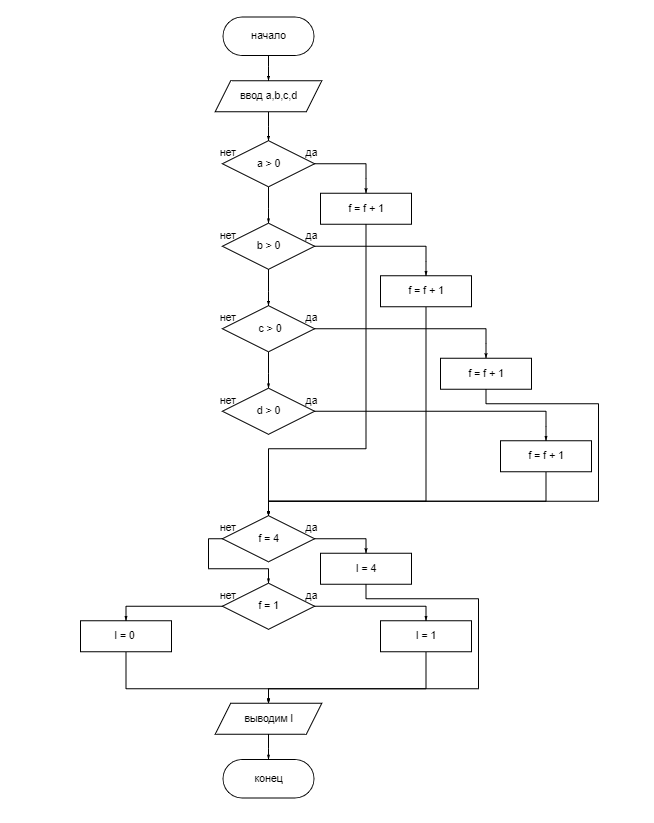 начало
ввод a,b,c,d
нет
да
a > 0
f = f + 1
нет
да
b > 0
f = f + 1
нет
да
c > 0
f = f + 1
нет
да
d > 0
f = f + 1
нет
да
f = 4
I = 4
нет
да
f = 1
I = 0
I = 1
выводим I
конец